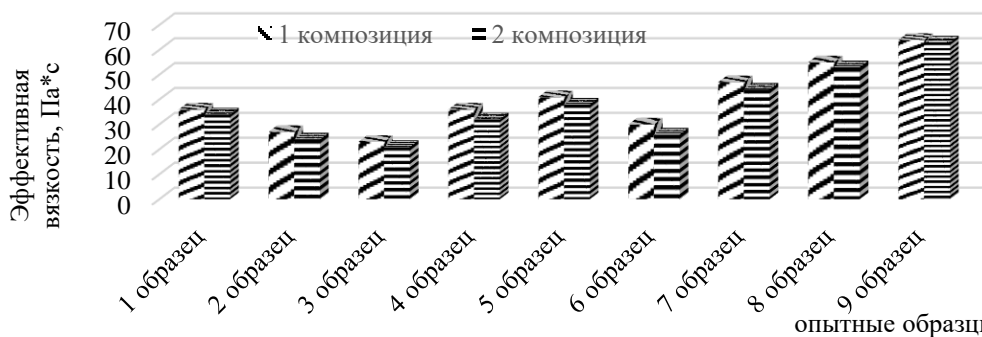 Эффективная
вязкость, Па*с
70
60
50
40
30
20
10
0
1 композиция
2 композиция
1 образец
2 образец
3 образец
4 образец
5 образец
6 образец
7 образец
8 образец
9 образец
опытные образц